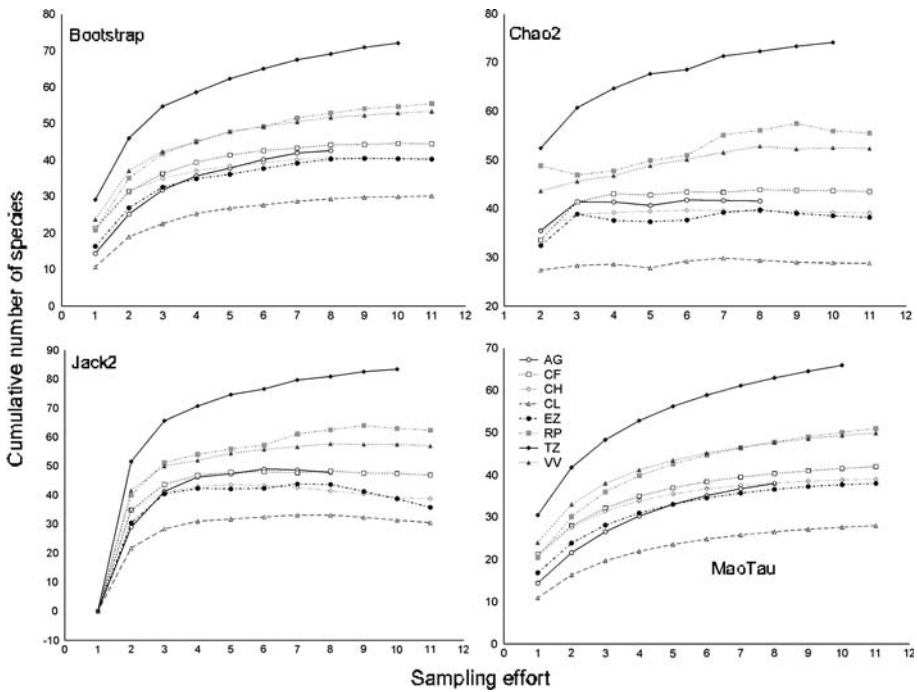 Cumulative number of species
Bootstrap
80
70
60
50
40
30
20
10
0
0 1 2 3 4 5 6 7 8 9 10 11 12
Chao2
80
70
60
50
40
30
20
1 2 3 4 5 6 7 8 9 10 11 12
Jack2
90
80
70
60
50
40
30
20
10
0
-10
0 1 2 3 4 5 6 7 8 9 10 11 12
70
60
50
40
30
20
10
0
AG
CF
CH
CL
EZ
RP
TZ
VV
MaoTau
0 1 2 3 4 5 6 7 8 9 10 11 12
Sampling effort